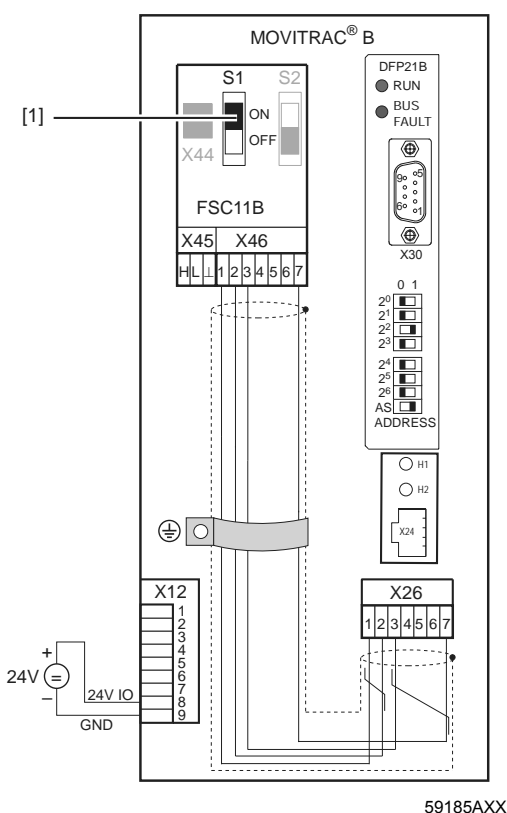 MOVITRAC® B
DFP21B
RUN
BUS
FAULT
S1
S2
[1]
ON
OFF
X44
9
5
6
1
X30
FSC11B
X45 X46
H L ⊥ 1 2 3 4 5 6 7
0 1
2⁰
2¹
2²
2³
2⁴
2⁵
2⁶
AS
ADDRESS
H1
H2
X24
X12
1
2
3
4
5
6
7
8
9
X26
1 2 3 4 5 6 7
+
24V =
–
24V IO
GND
59185AXX